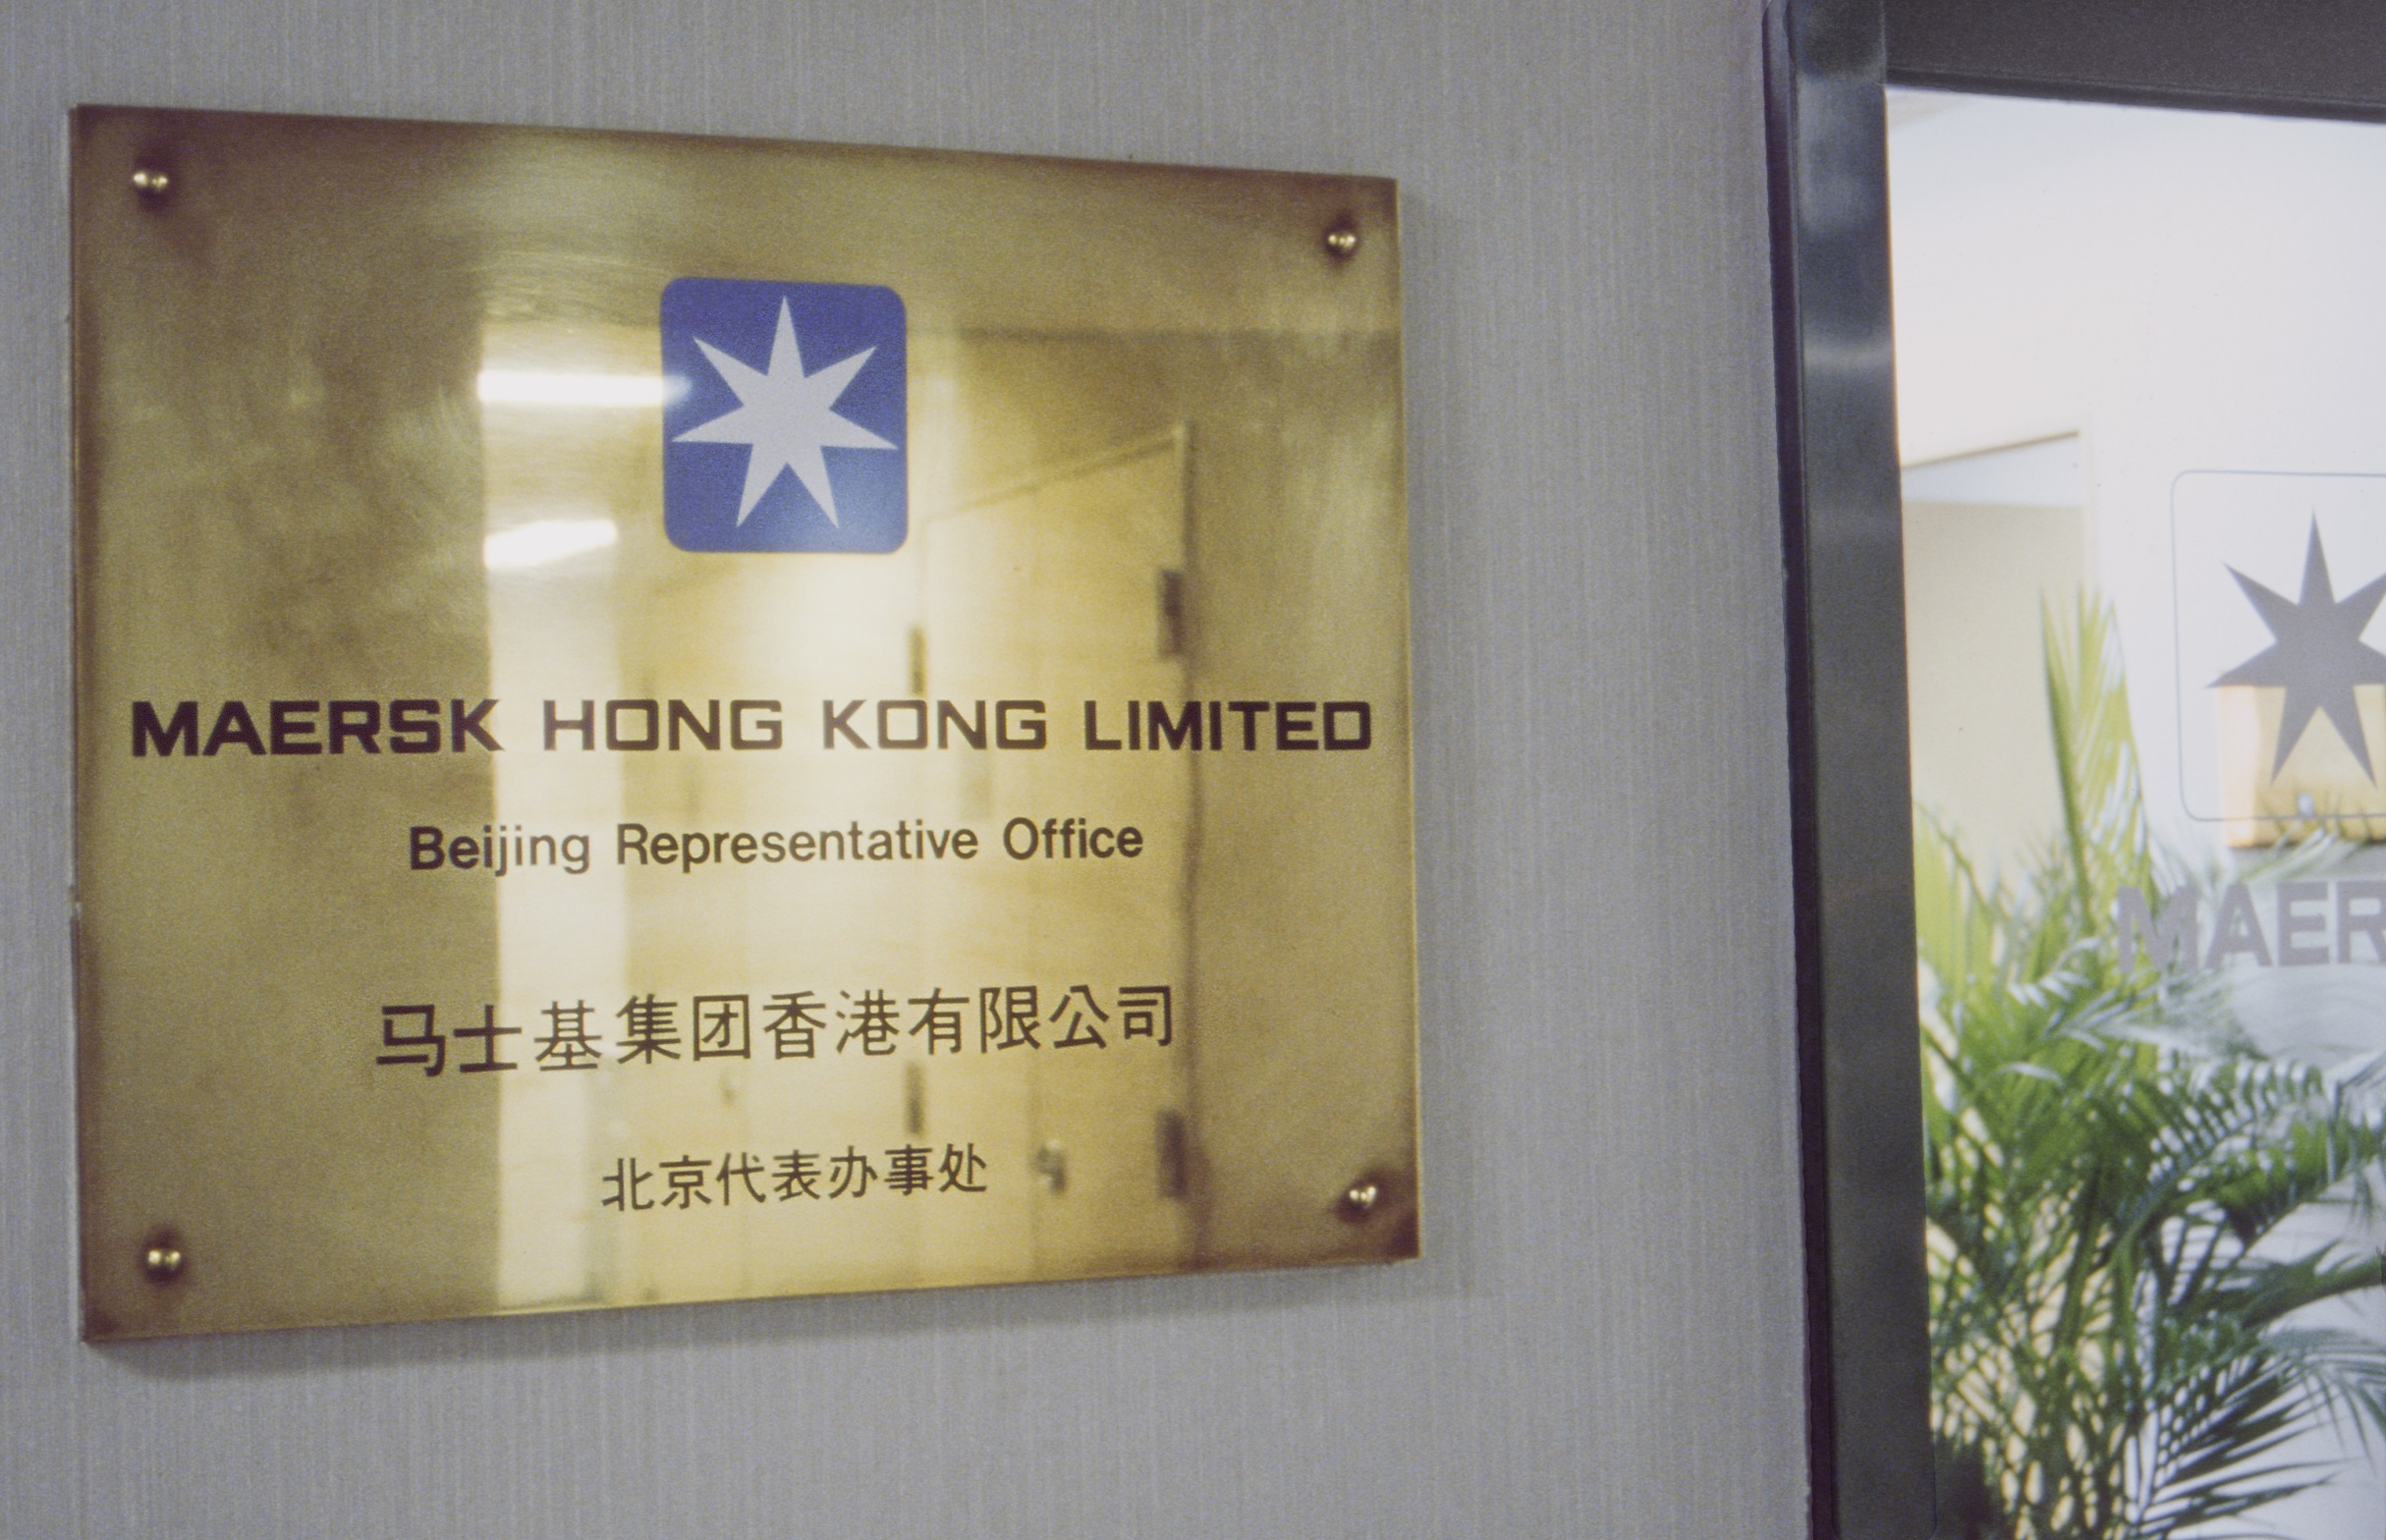 MAERSK HONG KONG LIMITED
Beijing Representative Office
马士基集团香港有限公司
北京代表办事处
MAER